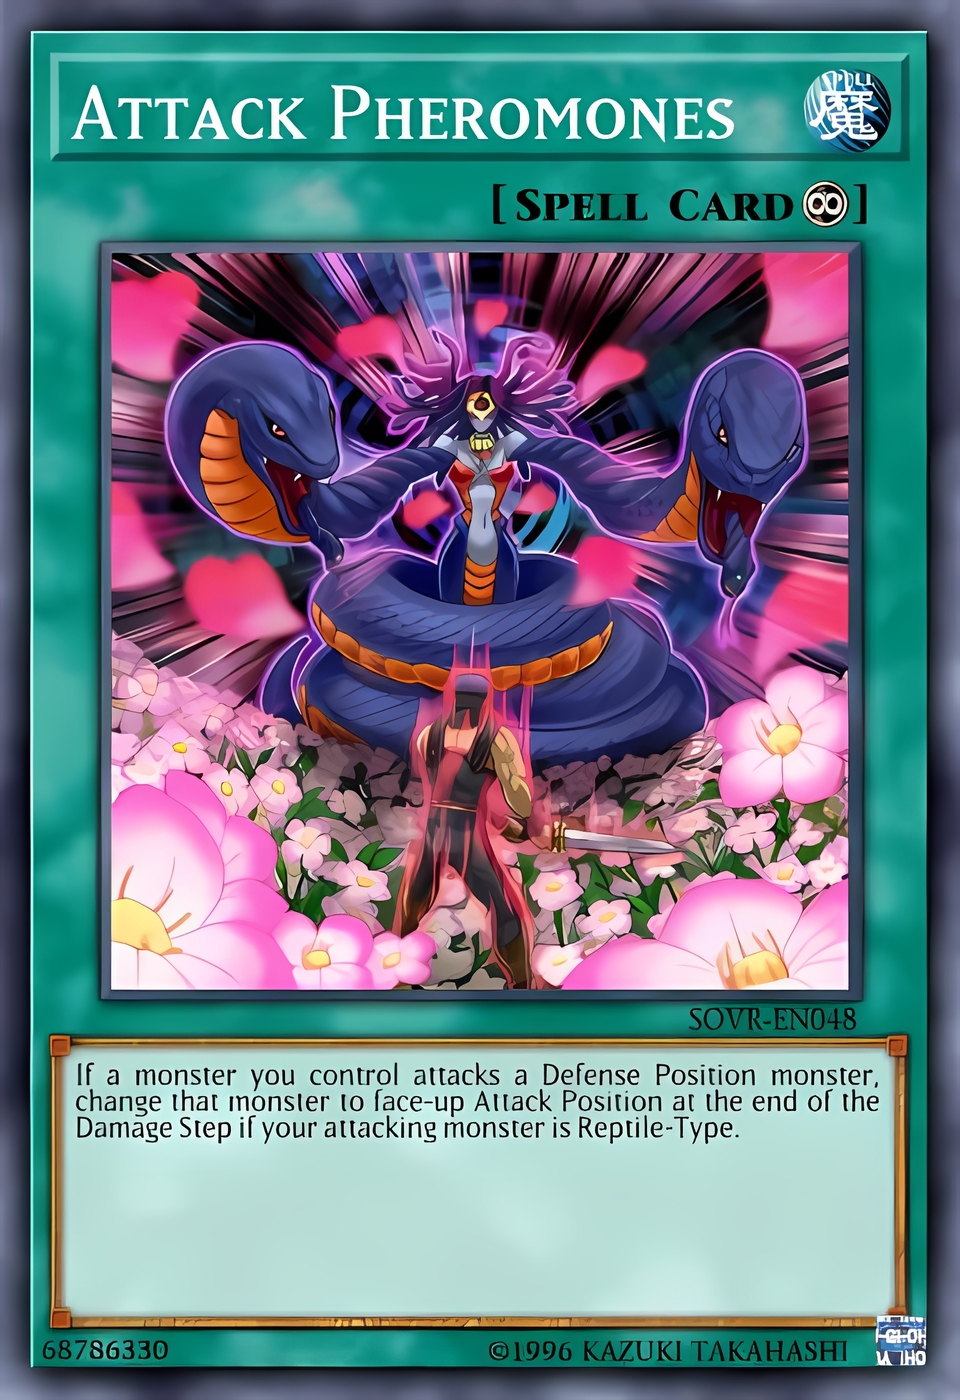 ATTACK PHEROMONES
魔
[SPELL CARD]
SOVR-EN048
If a monster you control attacks a Defense Position monster,
change that monster to face-up Attack Position at the end of the
Damage Step if your attacking monster is Reptile-Type.
68786330
©1996 KAZUKI TAKAHASHI